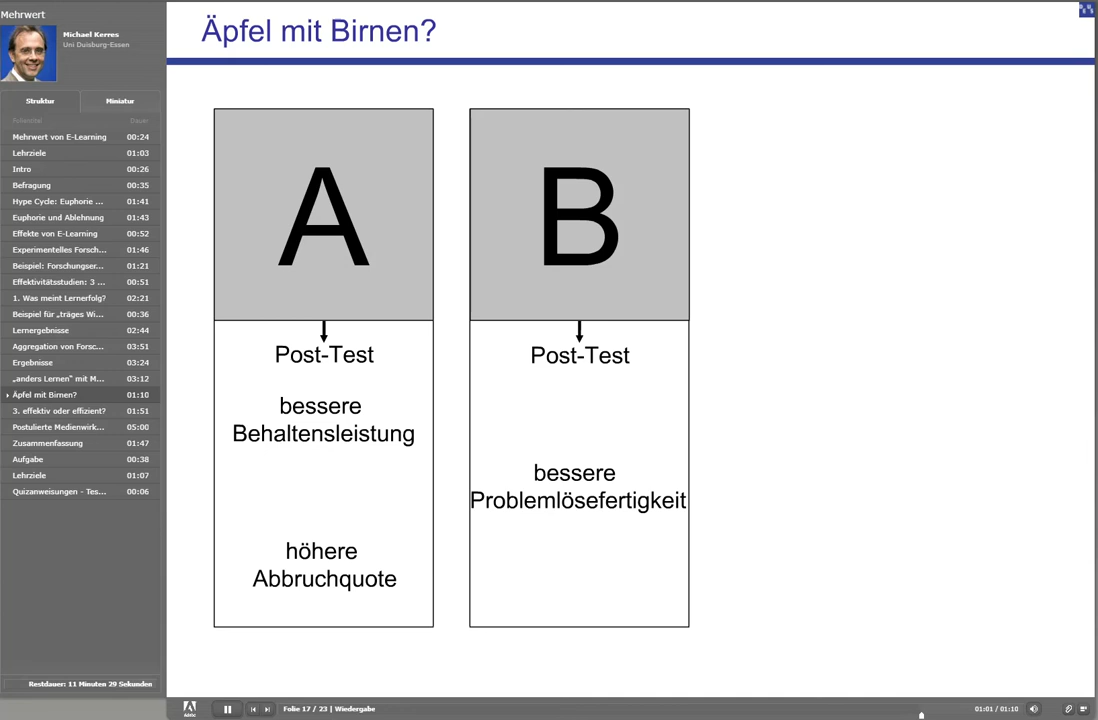 Mehrwert
Michael Kerres
Uni Duisburg-Essen
Struktur
Miniatur
Folientitel
Dauer
Mehrwert von E-Learning 00:24
Lehrziele 01:03
Intro 00:26
Befragung 00:35
Hype Cycle: Euphorie ... 01:41
Euphorie und Ablehnung 01:43
Effekte von E-Learning 00:52
Experimentelles Forsch... 01:46
Beispiel: Forschungser... 01:21
Effektivitätsstudien: 3 ... 00:51
1. Was meint Lernerfolg? 02:21
Beispiel für „träges Wi... 00:36
Lernergebnisse 02:44
Aggregation von Forsc... 03:51
Ergebnisse 03:24
„anders Lernen“ mit M... 03:12
Äpfel mit Birnen? 01:10
3. effektiv oder effizient? 01:51
Postulierte Medienwirk... 05:00
Zusammenfassung 01:47
Aufgabe 00:38
Lehrziele 01:07
Quizanweisungen - Tes... 00:06
Restdauer: 11 Minuten 29 Sekunden
Äpfel mit Birnen?
A
Post-Test
bessere
Behaltensleistung
höhere
Abbruchquote
B
Post-Test
bessere
Problemlösefertigkeit
Folie 17 / 23 | Wiedergabe
01:01 / 01:10